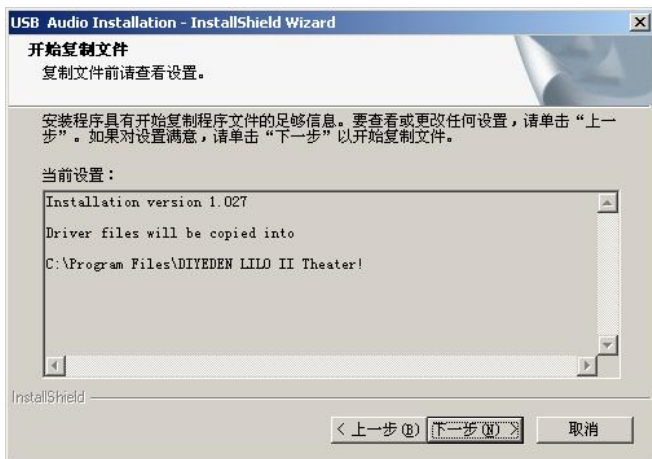 USB Audio Installation - InstallShield Wizard
开始复制文件
复制文件前请查看设置。
安装程序具有开始复制程序文件的足够信息。要查看或更改任何设置，请单击“上一
步”。如果对设置满意，请单击“下一步”以开始复制文件。
当前设置：
Installation version 1.027
Driver files will be copied into
C:\Program Files\DIYEDEN LILO II Theater!
InstallShield
< 上一步(B) 下一步(N) > 取消